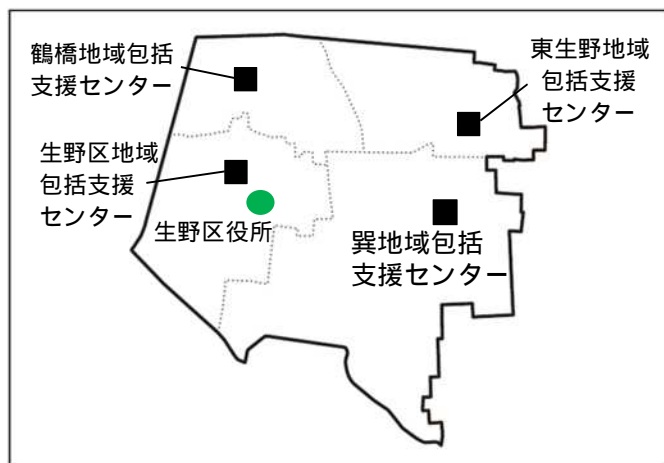 鶴橋地域包括
支援センター
東生野地域
包括支援
センター
生野区地域
包括支援
センター
生野区役所
巽地域包括
支援センター